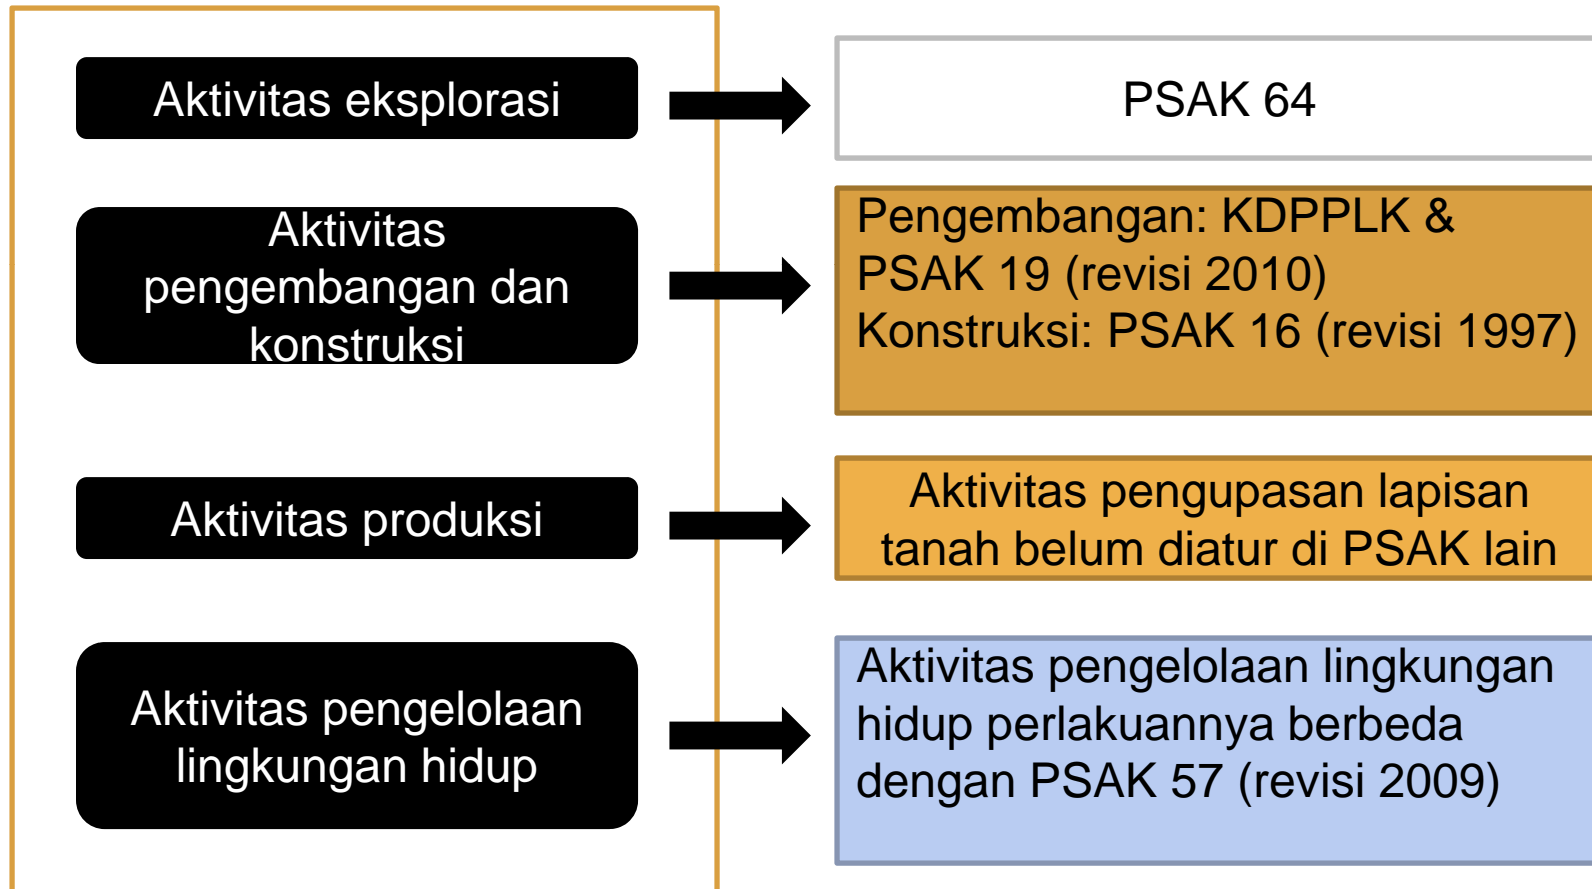 Aktivitas eksplorasi
PSAK 64
Aktivitas
pengembangan dan
konstruksi
Pengembangan: KDPPLK &
PSAK 19 (revisi 2010)
Konstruksi: PSAK 16 (revisi 1997)
Aktivitas produksi
Aktivitas pengupasan lapisan
tanah belum diatur di PSAK lain
Aktivitas pengelolaan
lingkungan hidup
Aktivitas pengelolaan lingkungan
hidup perlakuannya berbeda
dengan PSAK 57 (revisi 2009)